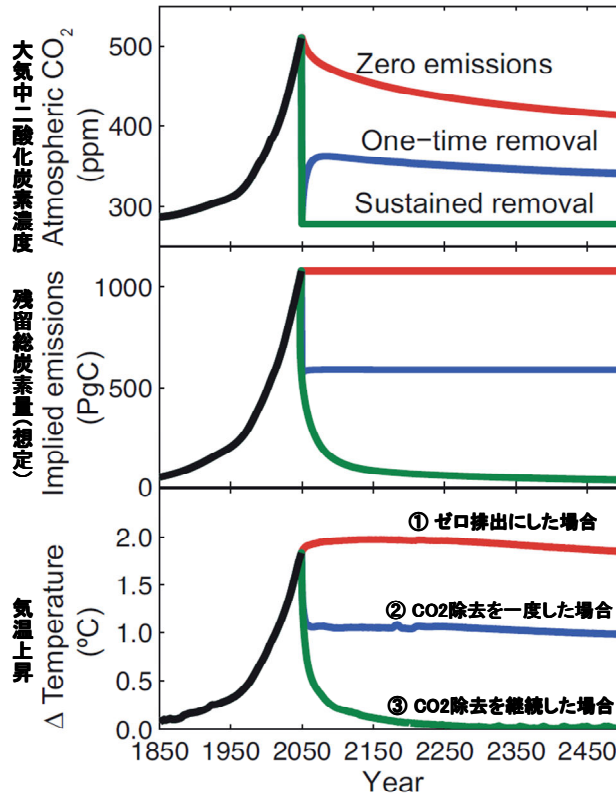 大気中二酸化炭素濃度
Atmospheric CO2
(ppm)
500
400
300
Zero emissions
One-time removal
Sustained removal
残留総炭素量(想定)
Implied emissions
(PgC)
1000
500
0
気温上昇
Δ Temperature
(ºC)
2.0
1.5
1.0
0.5
0.0
① ゼロ排出にした場合
② CO2除去を一度した場合
③ CO2除去を継続した場合
1850 1950 2050 2150 2250 2350 2450
Year